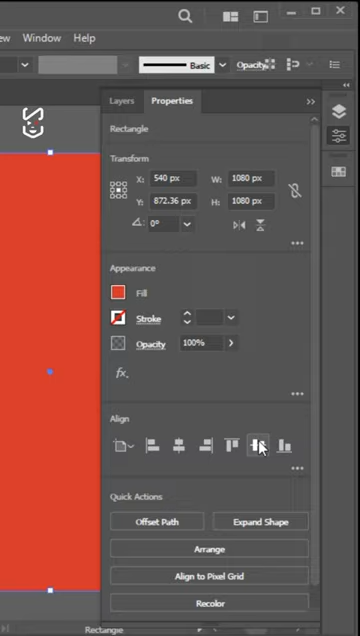 ew Window Help
Basic Opacity
Layers Properties
Rectangle
Transform
X: 540 px W: 1080 px
Y: 872.36 px H: 1080 px
0°
Appearance
Fill
Stroke
Opacity 100%
fx.
Align
Quick Actions
Offset Path Expand Shape
Arrange
Align to Pixel Grid
Recolor
Rectangle